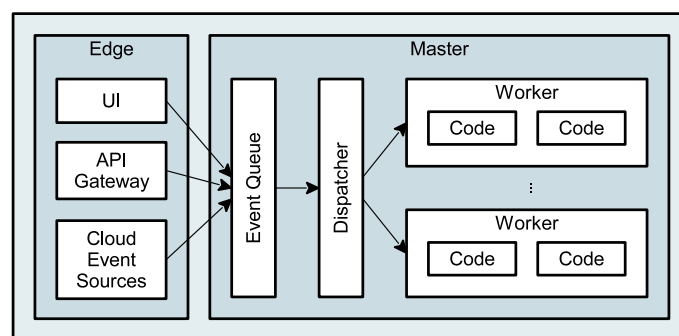 Edge
UI
API
Gateway
Cloud
Event
Sources
Master
Event Queue
Dispatcher
Worker
Code
Code
...
Worker
Code
Code